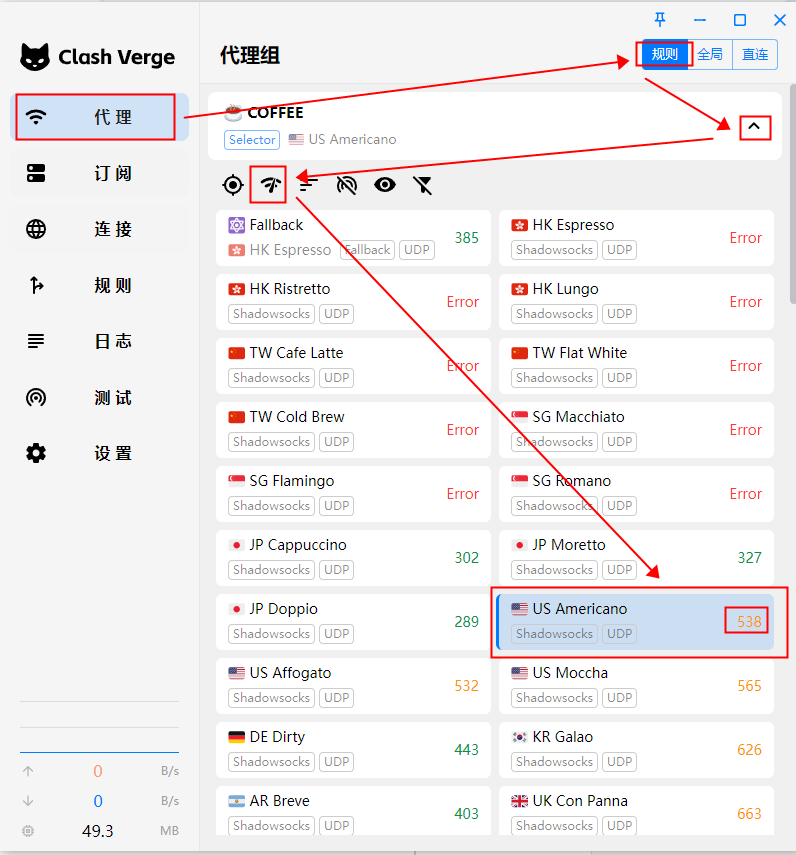 Clash Verge
代理组
规则 全局 直连
代理
订阅
连接
规则
日志
测试
设置
COFFEE
Selector US Americano
Fallback
HK Espresso Fallback UDP
385
HK Espresso
Shadowsocks UDP
Error
HK Ristretto
Shadowsocks UDP
Error
HK Lungo
Shadowsocks UDP
Error
TW Cafe Latte
Shadowsocks UDP
Error
TW Flat White
Shadowsocks UDP
Error
TW Cold Brew
Shadowsocks UDP
Error
SG Macchiato
Shadowsocks UDP
Error
SG Flamingo
Shadowsocks UDP
Error
SG Romano
Shadowsocks UDP
Error
JP Cappuccino
Shadowsocks UDP
302
JP Moretto
Shadowsocks UDP
327
JP Doppio
Shadowsocks UDP
289
US Americano
Shadowsocks UDP
538
US Affogato
Shadowsocks UDP
532
US Moccha
Shadowsocks UDP
565
DE Dirty
Shadowsocks UDP
443
KR Galao
Shadowsocks UDP
626
AR Breve
Shadowsocks UDP
403
UK Con Panna
Shadowsocks UDP
663
0 B/s
0 B/s
49.3 MB